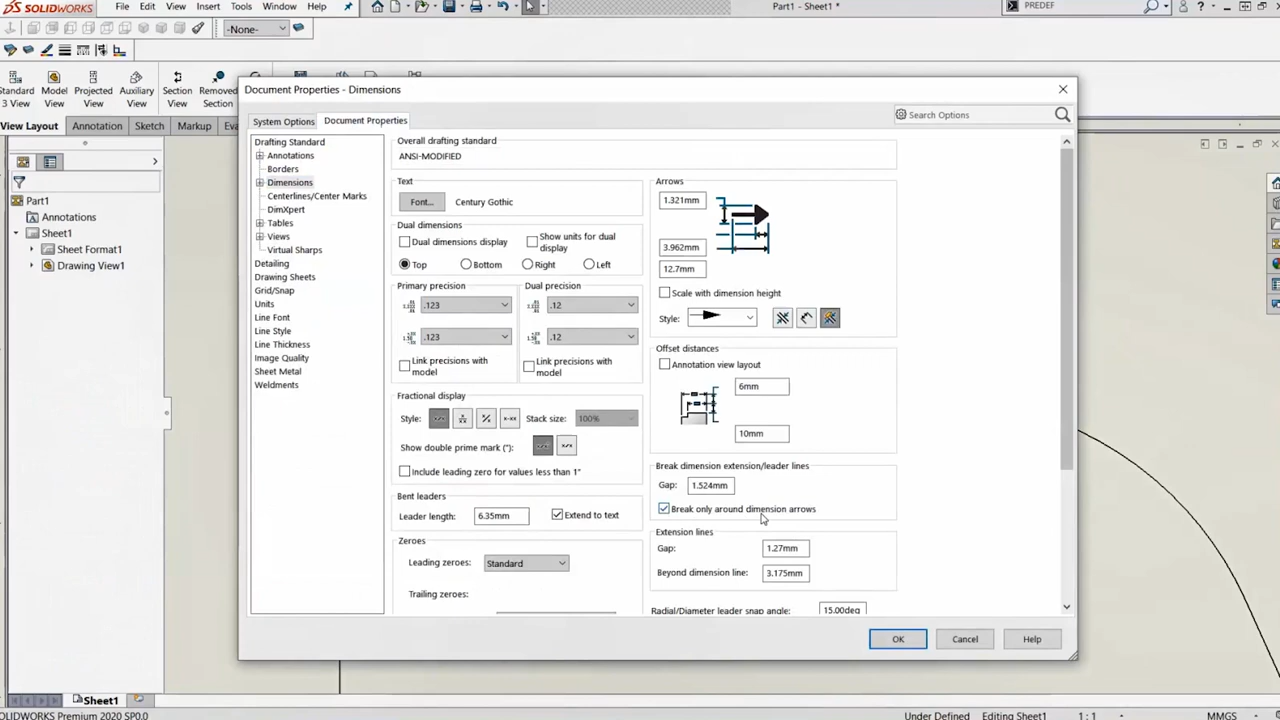 SOLIDWORKS File Edit View Insert Tools Window Help Part1 - Sheet1 * PREDEF
-None-
Standard 3 View
Model View
Projected View
Auxiliary View
Section View
Removed Section
View Layout Annotation Sketch Markup Eva
Part1
Annotations
Sheet1
Sheet Format1
Drawing View1
Document Properties - Dimensions
System Options Document Properties Search Options
Drafting Standard
Annotations
Borders
Dimensions
Centerlines/Center Marks
DimXpert
Tables
Views
Virtual Sharps
Detailing
Drawing Sheets
Grid/Snap
Units
Line Font
Line Style
Line Thickness
Image Quality
Sheet Metal
Weldments
Overall drafting standard
ANSI-MODIFIED
Text
Font... Century Gothic
Dual dimensions
Dual dimensions display
Show units for dual display
Top Bottom Right Left
Primary precision
.123
.123
Link precisions with model
Dual precision
.12
.12
Link precisions with model
Fractional display
Style: Stack size: 100%
Show double prime mark ("):
Include leading zero for values less than 1"
Bent leaders
Leader length: 6.35mm Extend to text
Zeroes
Leading zeroes: Standard
Trailing zeroes:
Arrows
1.321mm
3.962mm
12.7mm
Scale with dimension height
Style:
Offset distances
Annotation view layout
6mm
10mm
Break dimension extension/leader lines
Gap: 1.524mm
Break only around dimension arrows
Extension lines
Gap: 1.27mm
Beyond dimension line: 3.175mm
Radial/Diameter leader snap angle: 15.00deg
OK Cancel Help
Sheet1
SOLIDWORKS Premium 2020 SP0.0 Under Defined Editing Sheet1 1 : 1 MMGS